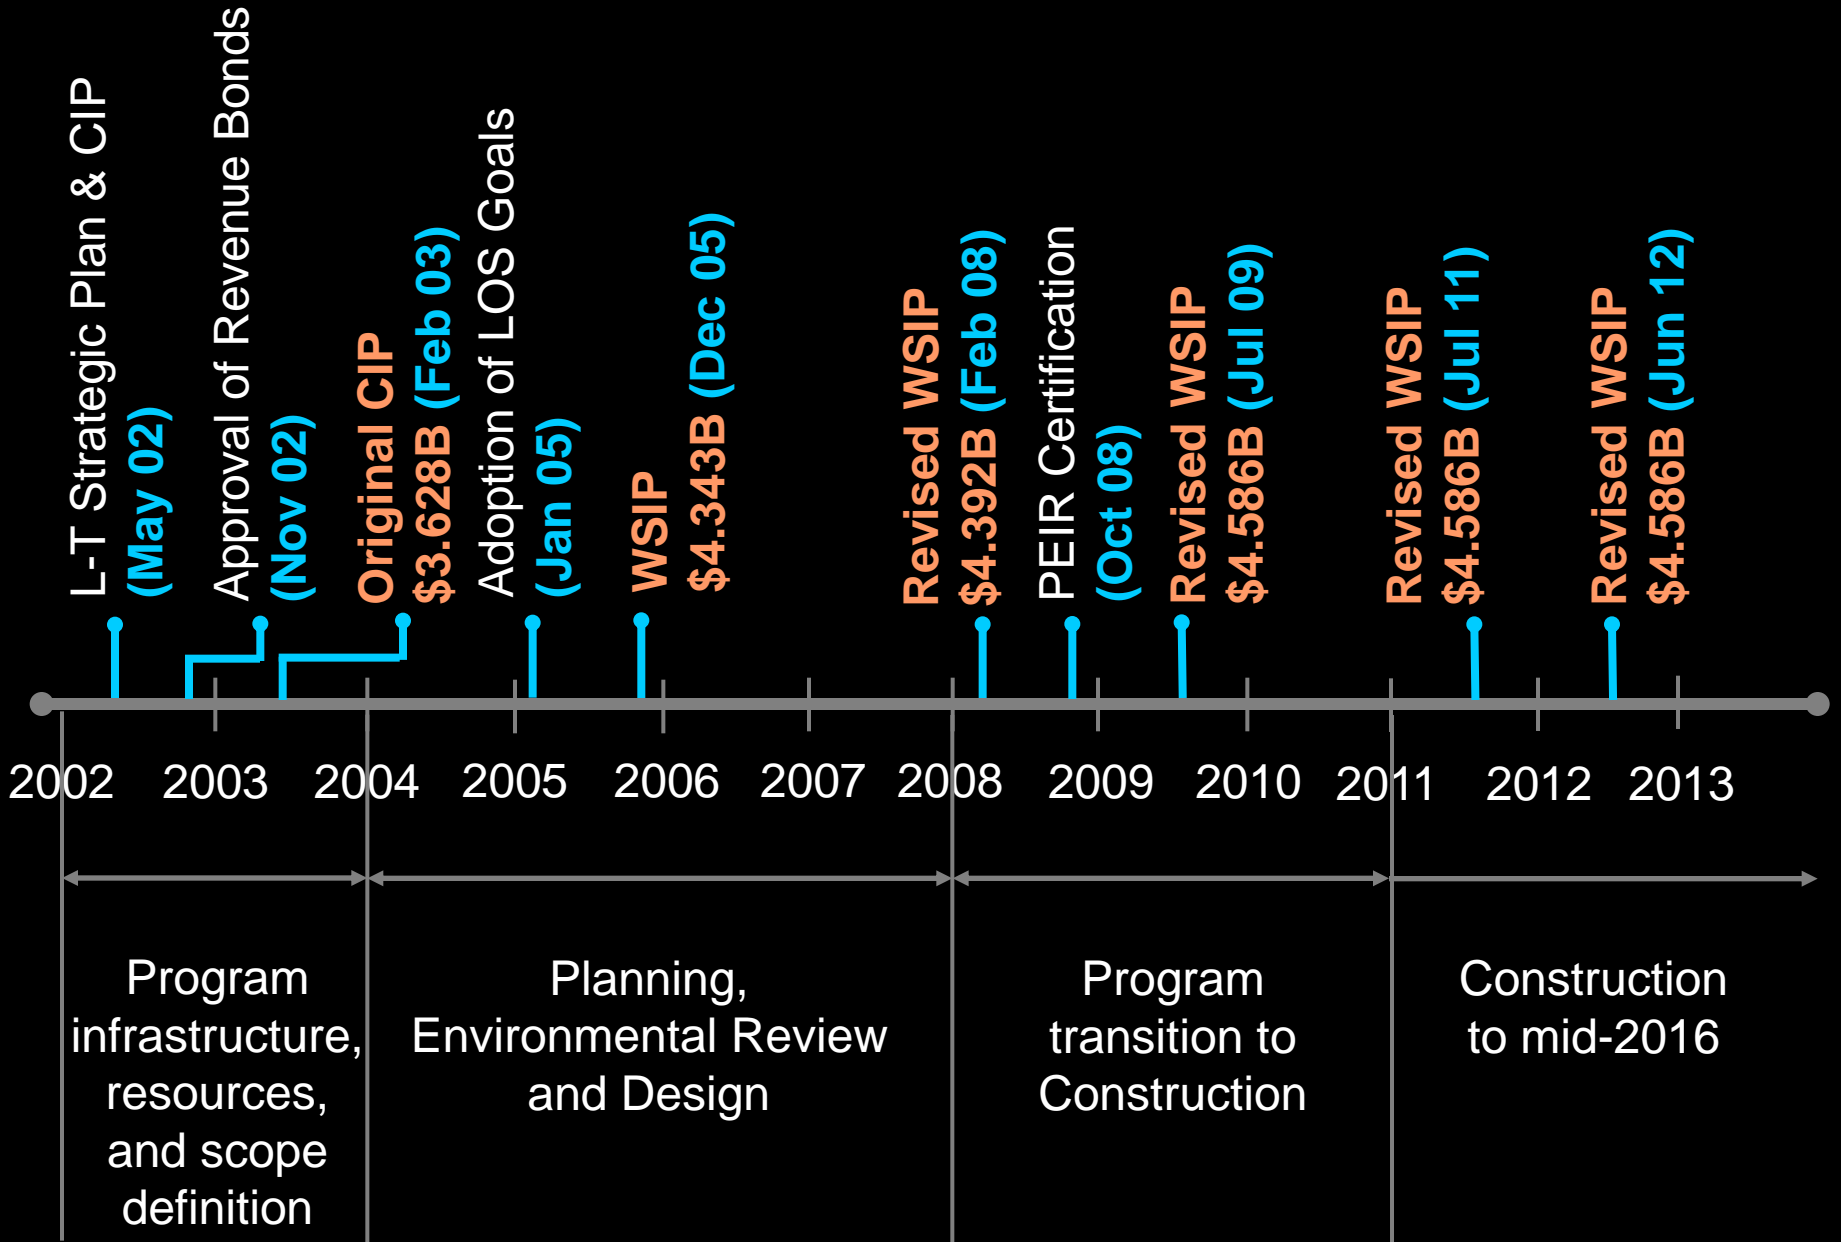 L-T Strategic Plan & CIP
(May 02)
Approval of Revenue Bonds
(Nov 02)
Original CIP
$3.628B (Feb 03)
Adoption of LOS Goals
(Jan 05)
WSIP
$4.343B (Dec 05)
Revised WSIP
$4.392B (Feb 08)
PEIR Certification
(Oct 08)
Revised WSIP
$4.586B (Jul 09)
Revised WSIP
$4.586B (Jul 11)
Revised WSIP
$4.586B (Jun 12)
2002 2003 2004 2005 2006 2007 2008 2009 2010 2011 2012 2013
Program
infrastructure,
resources,
and scope
definition
Planning,
Environmental Review
and Design
Program
transition to
Construction
Construction
to mid-2016